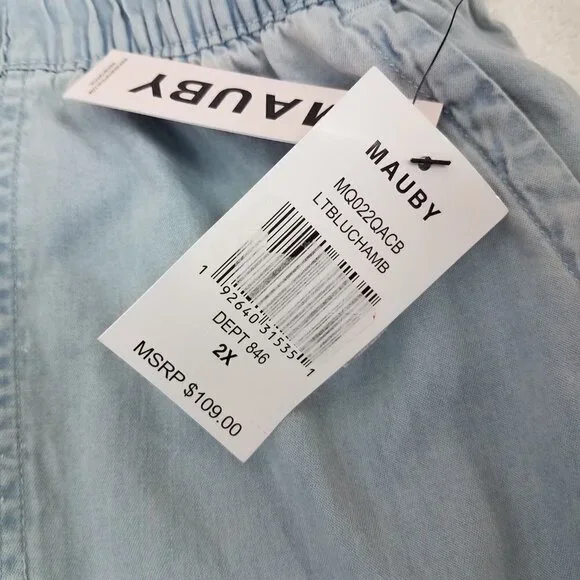 MAUBY
MAUBY
MQ022QACB
LTBLUCHAMB
1 92640 31535 1
DEPT 846
2X
MSRP $109.00